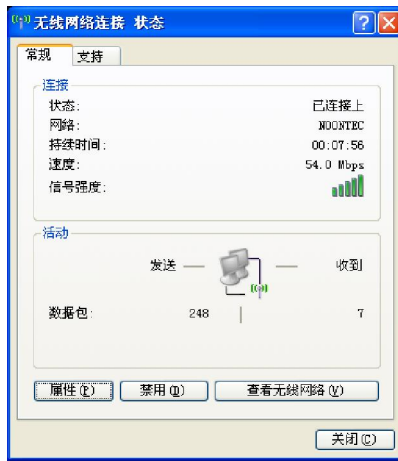 无线网络连接 状态
常规 支持
连接
状态: 已连接上
网络: NOONTEC
持续时间: 00:07:56
速度: 54.0 Mbps
信号强度:
活动
发送 — — 收到
数据包: 248 | 7
属性(P) 禁用(D) 查看无线网络(V)
关闭(C)